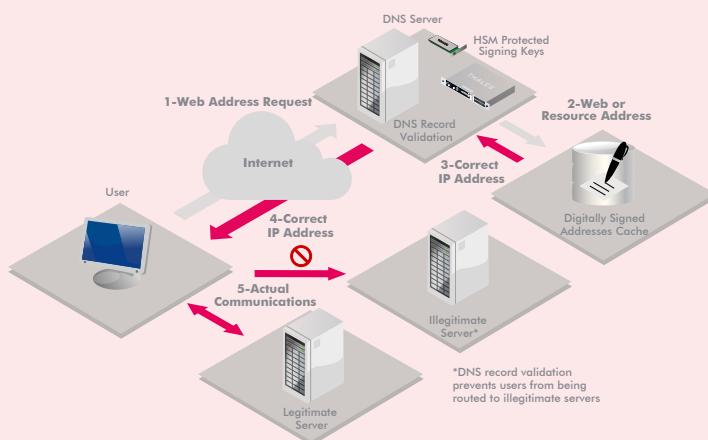 DNS Server
HSM Protected
Signing Keys
THALES
1-Web Address Request
2-Web or
Resource Address
DNS Record
Validation
Internet
3-Correct
IP Address
User
4-Correct
IP Address
Digitally Signed
Addresses Cache
5-Actual
Communications
Illegitimate
Server*
*DNS record validation
prevents users from being
routed to illegitimate servers
Legitimate
Server